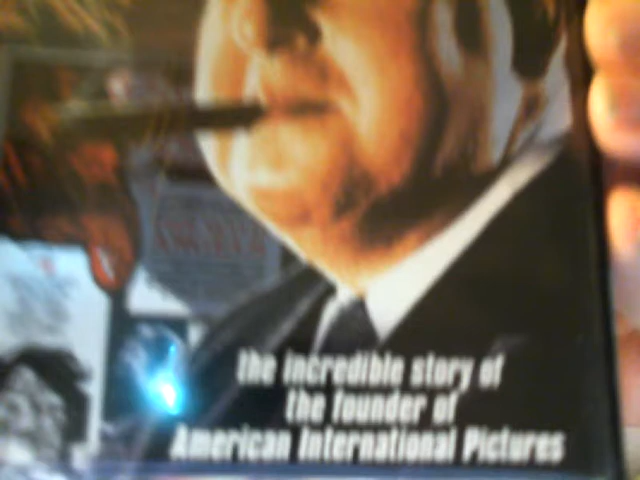 the incredible story of
the founder of
American International Pictures